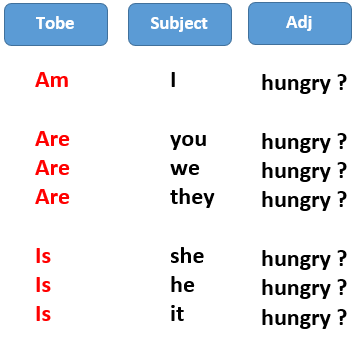 Tobe Subject Adj
Am I hungry ?
Are you hungry ?
Are we hungry ?
Are they hungry ?
Is she hungry ?
Is he hungry ?
Is it hungry ?